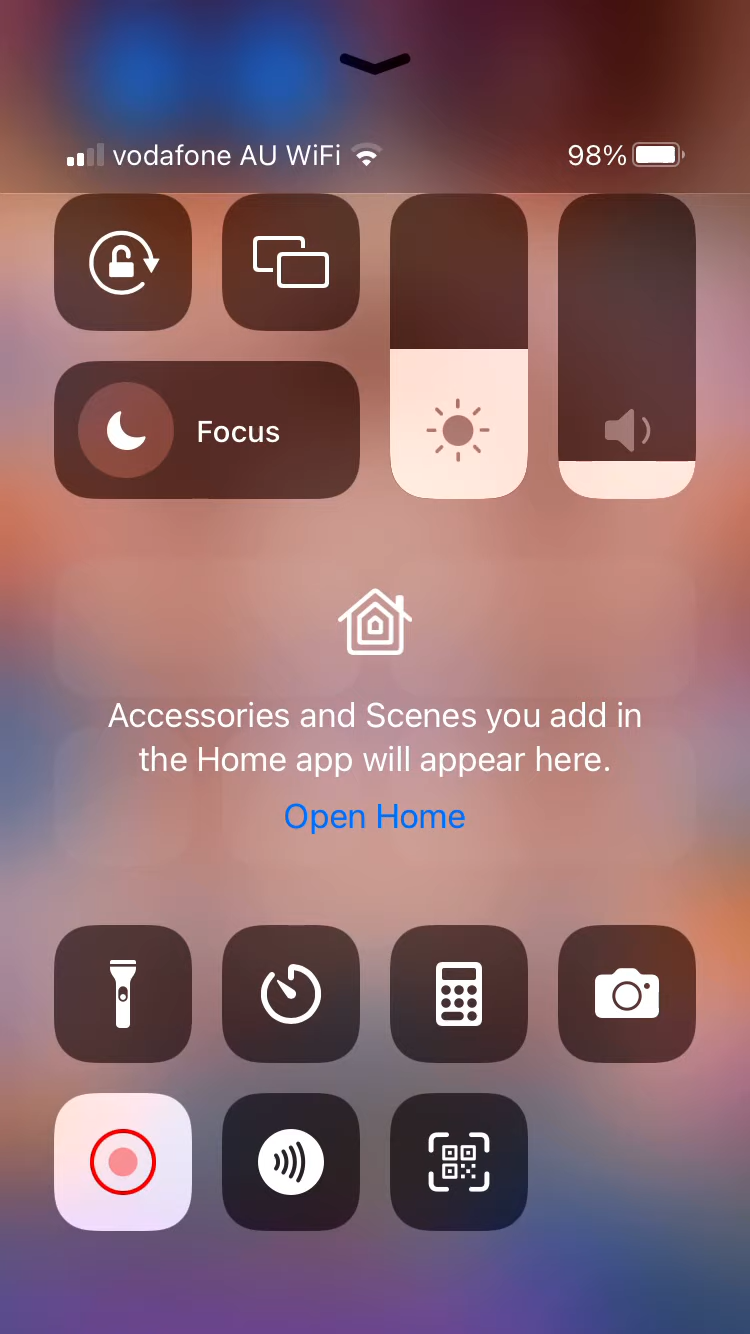 vodafone AU WiFi 98%
Focus
Accessories and Scenes you add in
the Home app will appear here.
Open Home